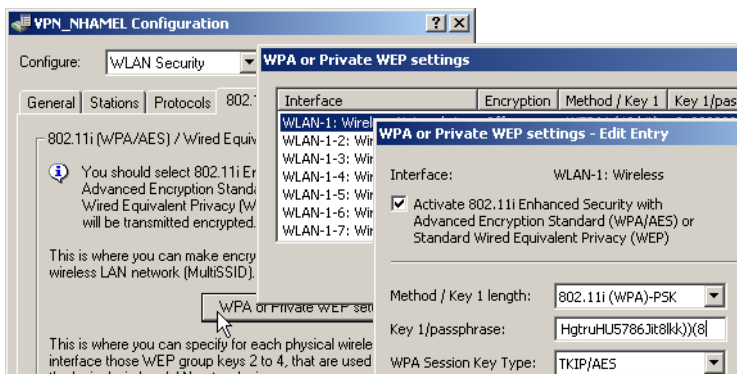 VPN_NHAMEL Configuration
Configure: WLAN Security
General Stations Protocols 802.
802.11i (WPA/AES) / Wired Equiv
You should select 802.11i
Advanced Encryption
Wired Equivalent Privacy
will be transmitted encrypted.
This is where you can make
wireless LAN network (MultiSSID).
WPA or Private WEP
This is where you can specify for each physical
interface those WEP group keys 2 to 4, that are used
WPA or Private WEP settings
Interface Encryption Method / Key 1 Key 1/pas
WLAN-1: Wirel
WLAN-1-2: Wir
WLAN-1-3: Wir
WLAN-1-4: Wir
WLAN-1-5: Wir
WLAN-1-6: Wir
WLAN-1-7: Wir
WPA or Private WEP settings - Edit Entry
Interface: WLAN-1: Wireless
Activate 802.11i Enhanced Security with
Advanced Encryption Standard (WPA/AES) or
Standard Wired Equivalent Privacy (WEP)
Method / Key 1 length: 802.11i (WPA)-PSK
Key 1/passphrase: HgtruHU5786Jit8lkk))(8
WPA Session Key Type: TKIP/AES